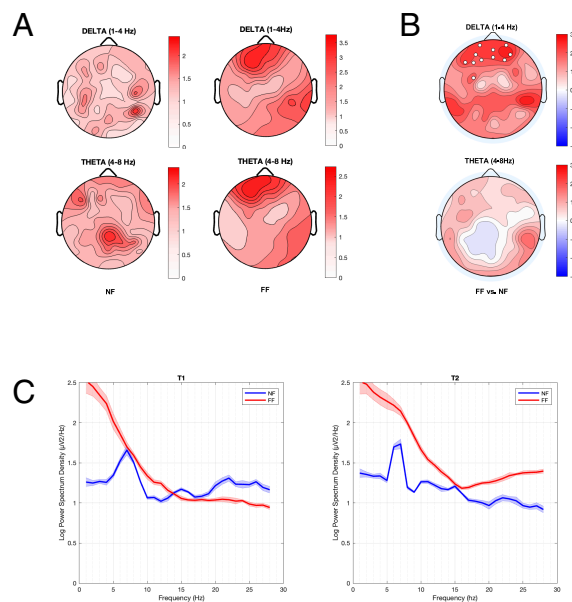 A
B
DELTA (1–4 Hz)
DELTA (1–4Hz)
DELTA (1-4 Hz)
2
1.5
1
0.5
0
3.5
3
2.5
2
1.5
1
0.5
0
THETA (4-8 Hz)
THETA (4-8 Hz)
THETA (4-8Hz)
2
1.5
1
0.5
0
2.5
2
1.5
1
0.5
0
NF
FF
FF vs. NF
C
T1
T2
Log Power Spectrum Density (µV2/Hz)
2.5
2
1.5
1
0.5
0
0
5
10
15
20
25
30
Frequency (hz)
NF
FF
Log Power Spectrum Density (µV2/Hz)
2.5
2
1.5
1
0.5
0
0
5
10
15
20
25
30
Frequency (hz)
NF
FF